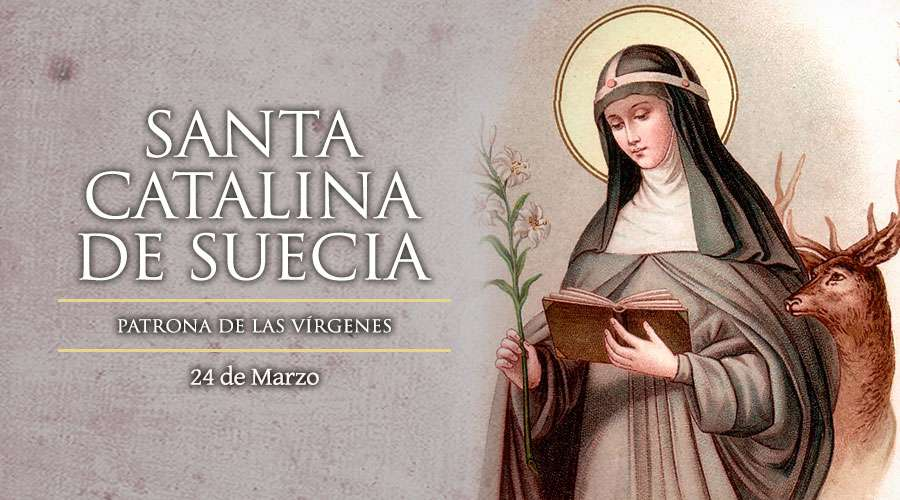 SANTA
CATALINA
DE SUECIA
PATRONA DE LAS VÍRGENES
24 de Marzo